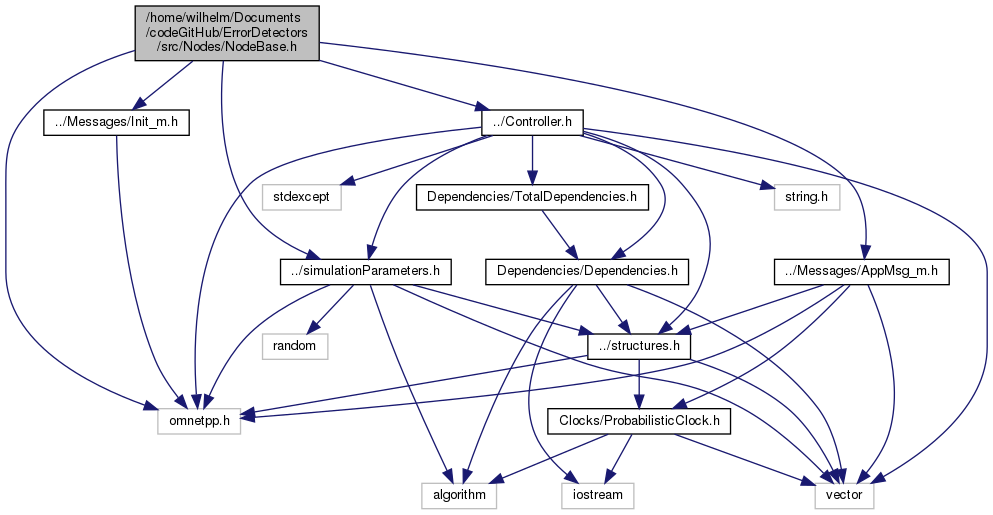 /home/wilhelm/Documents
/codeGitHub/ErrorDetectors
/src/Nodes/NodeBase.h
../Messages/Init_m.h
../Controller.h
stdexcept
Dependencies/TotalDependencies.h
string.h
../simulationParameters.h
Dependencies/Dependencies.h
../Messages/AppMsg_m.h
random
../structures.h
omnetpp.h
Clocks/ProbabilisticClock.h
algorithm
iostream
vector